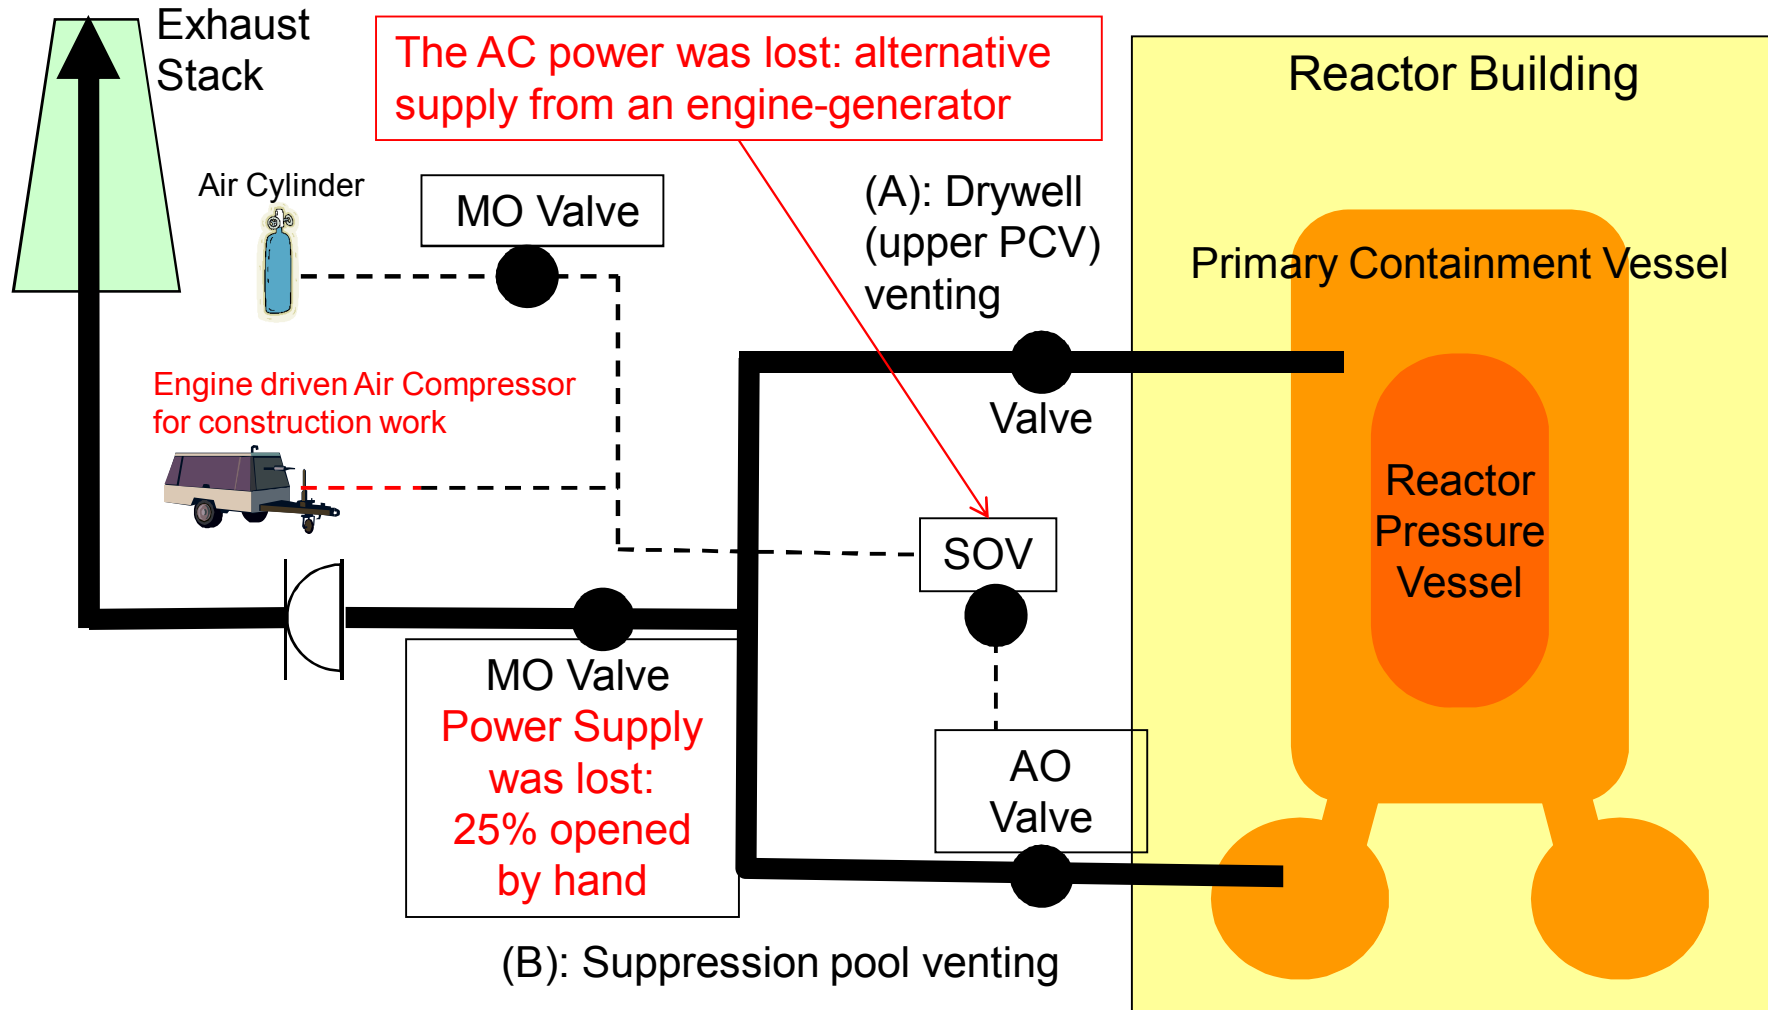 Exhaust
Stack
The AC power was lost: alternative
supply from an engine-generator
Reactor Building
Air Cylinder
MO Valve
(A): Drywell
(upper PCV)
venting
Primary Containment Vessel
Engine driven Air Compressor
for construction work
Valve
Reactor
Pressure
Vessel
SOV
MO Valve
Power Supply
was lost:
25% opened
by hand
AO
Valve
(B): Suppression pool venting